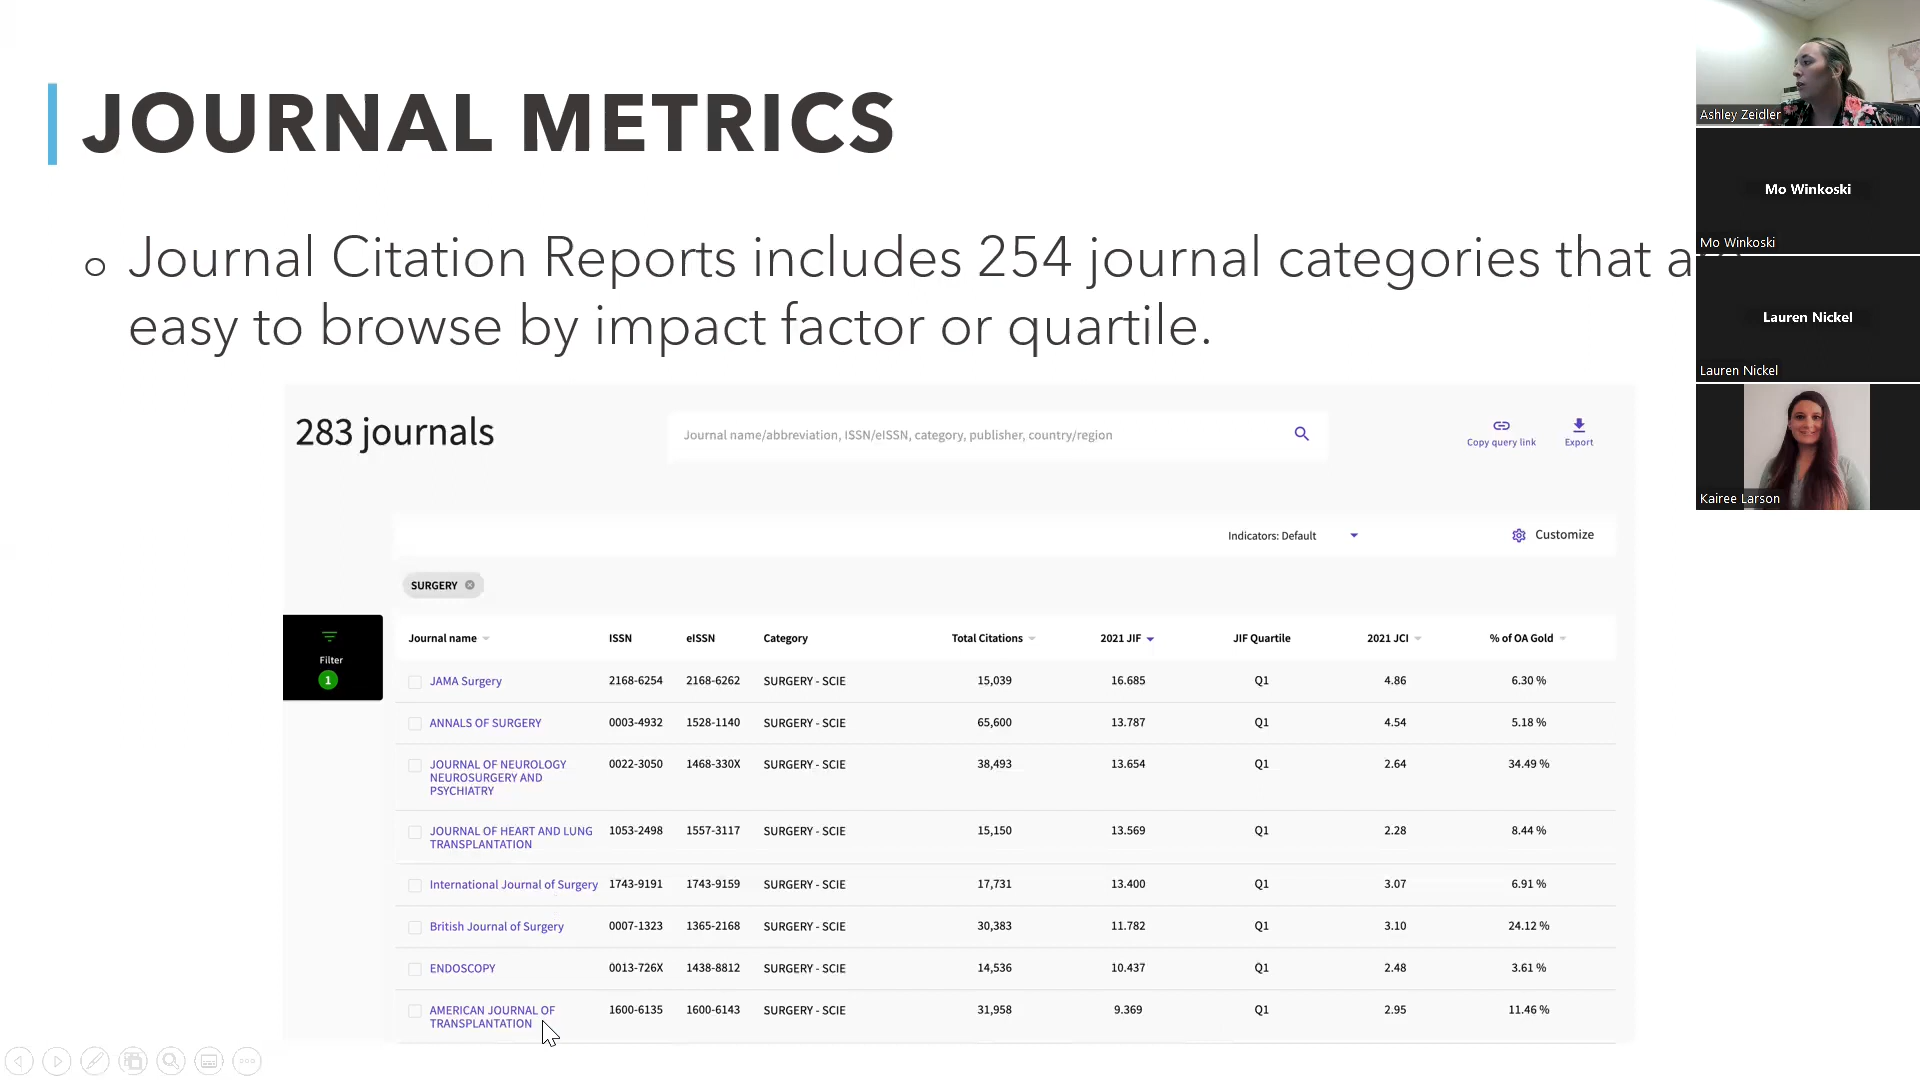 JOURNAL METRICS
Journal Citation Reports includes 254 journal categories that
easy to browse by impact factor or quartile.
283 journals
Journal name/abbreviation, ISSN/eISSN, category, publisher, country/region
Copy query link
Export
Indicators: Default
Customize
SURGERY
Filter
1
Journal name ISSN eISSN Category Total Citations 2021 JIF JIF Quartile 2021 JCI % of OA Gold
JAMA Surgery 2168-6254 2168-6262 SURGERY - SCIE 15,039 16.685 Q1 4.86 6.30 %
ANNALS OF SURGERY 0003-4932 1528-1140 SURGERY - SCIE 65,600 13.787 Q1 4.54 5.18 %
JOURNAL OF NEUROLOGY 0022-3050 1468-330X SURGERY - SCIE 38,493 13.654 Q1 2.64 34.49 %
NEUROSURGERY AND
PSYCHIATRY
JOURNAL OF HEART AND LUNG 1053-2498 1557-3117 SURGERY - SCIE 15,150 13.569 Q1 2.28 8.44 %
TRANSPLANTATION
International Journal of Surgery 1743-9191 1743-9159 SURGERY - SCIE 17,731 13.400 Q1 3.07 6.91 %
British Journal of Surgery 0007-1323 1365-2168 SURGERY - SCIE 30,383 11.782 Q1 3.10 24.12 %
ENDOSCOPY 0013-726X 1438-8812 SURGERY - SCIE 14,536 10.437 Q1 2.48 3.61 %
AMERICAN JOURNAL OF 1600-6135 1600-6143 SURGERY - SCIE 31,958 9.369 Q1 2.95 11.46 %
TRANSPLANTATION
Ashley Zeidler
Mo Winkoski
Mo Winkoski
Lauren Nickel
Lauren Nickel
Kairee Larson